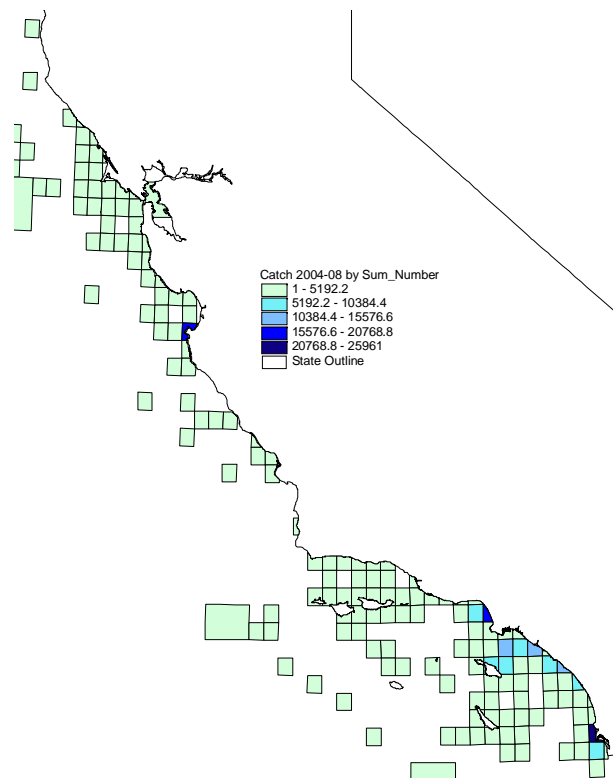 Catch 2004-08 by Sum_Number
1 - 5192.2
5192.2 - 10384.4
10384.4 - 15576.6
15576.6 - 20768.8
20768.8 - 25961
State Outline